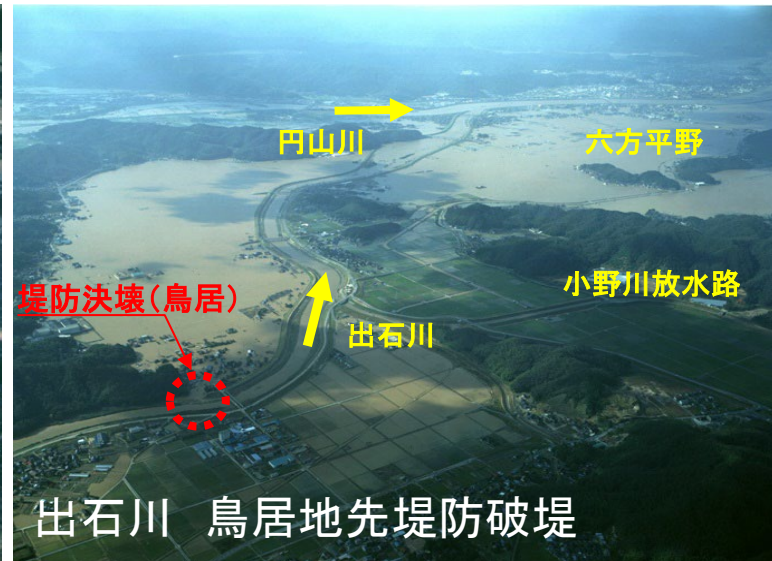 円山川
六方平野
小野川放水路
堤防決壊(鳥居)
出石川
出石川　鳥居地先堤防破堤